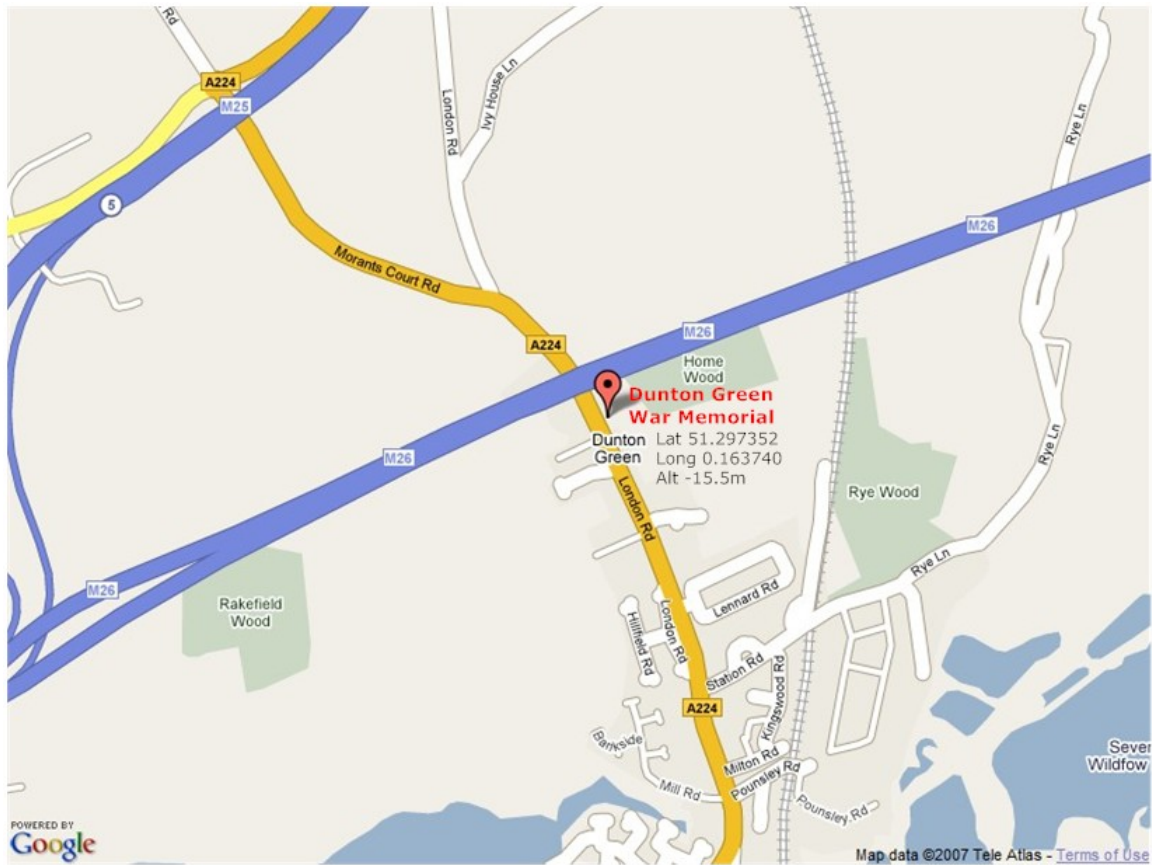 Rd
A224
M25
5
London Rd
Ivy House Ln
Rye Ln
M26
Morants Court Rd
A224
M26
Home
Wood
Dunton Green
War Memorial
Lat 51.297352
Long 0.163740
Alt -15.5m
Dunton
Green
M26
Rye Ln
Rye Wood
London Rd
M26
Rakefield
Wood
Rye Ln
Lennard Rd
Hillfield Rd
London Rd
Station Rd
Kingswood Rd
A224
Barkside
Milton Rd
Pounsley Rd
Mill Rd
Pounsley Rd
Seven
Wildfow
POWERED BY
Google
Map data ©2007 Tele Atlas - Terms of Use